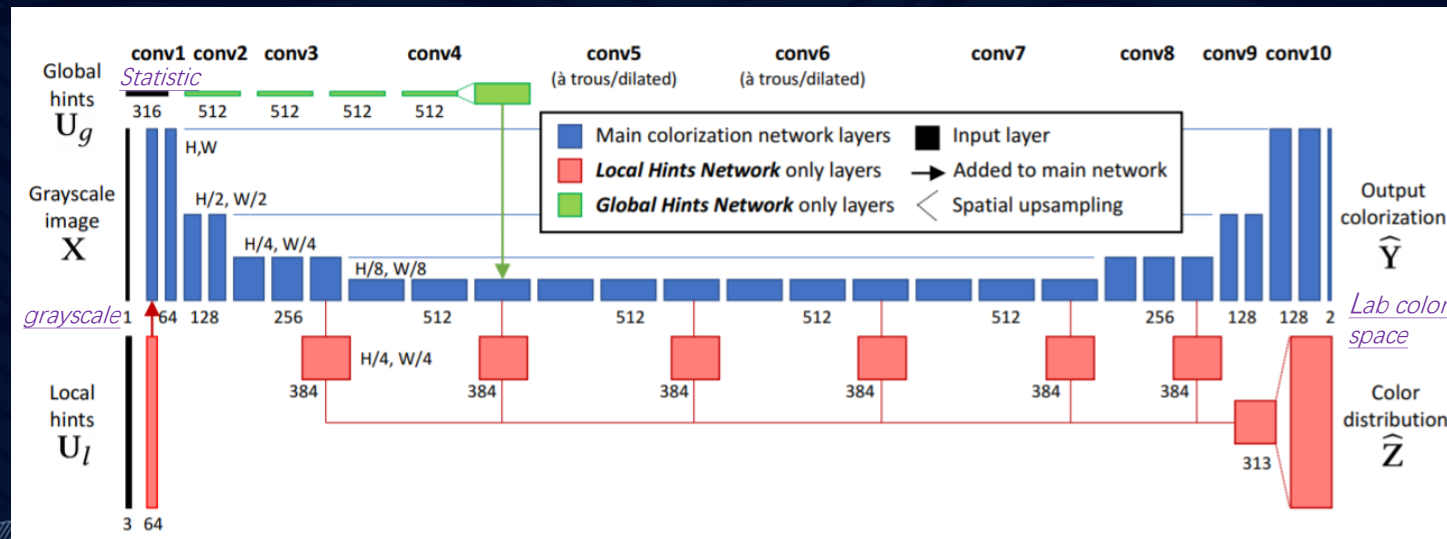 conv1 conv2 conv3 conv4 conv5 conv6 conv7 conv8 conv9 conv10
(à trous/dilated) (à trous/dilated)
Global
hints
U_g
Statistic
316 512 512 512 512
Main colorization network layers
Local Hints Network only layers
Global Hints Network only layers
Input layer
Added to main network
Spatial upsampling
H,W
H/2, W/2
H/4, W/4
H/8, W/8
Grayscale
image
X
grayscale
1 64 128 256 512 512 512 512 256 128 128 2
Output
colorization
Ŷ
Lab color
space
H/4, W/4
384 384 384 384 384 384
313
Local
hints
U_l
3 64
Color
distribution
Ẑ